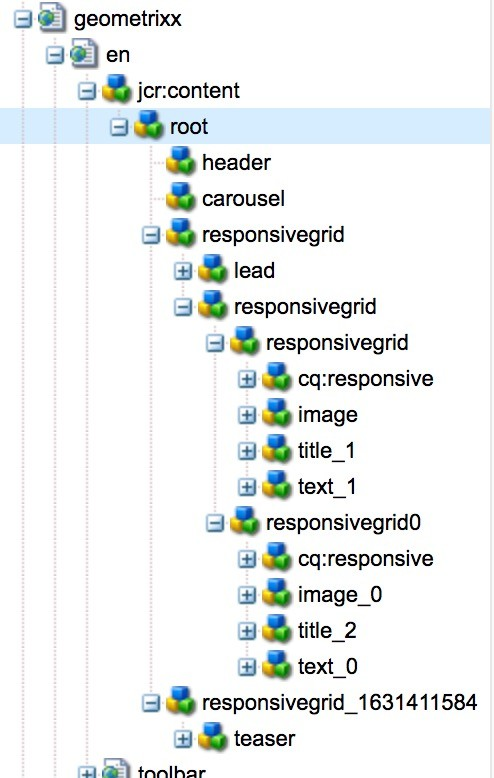 geometrixx
en
jcr:content
root
header
carousel
responsivegrid
lead
responsivegrid
responsivegrid
cq:responsive
image
title_1
text_1
responsivegrid0
cq:responsive
image_0
title_2
text_0
responsivegrid_1631411584
teaser
toolbar